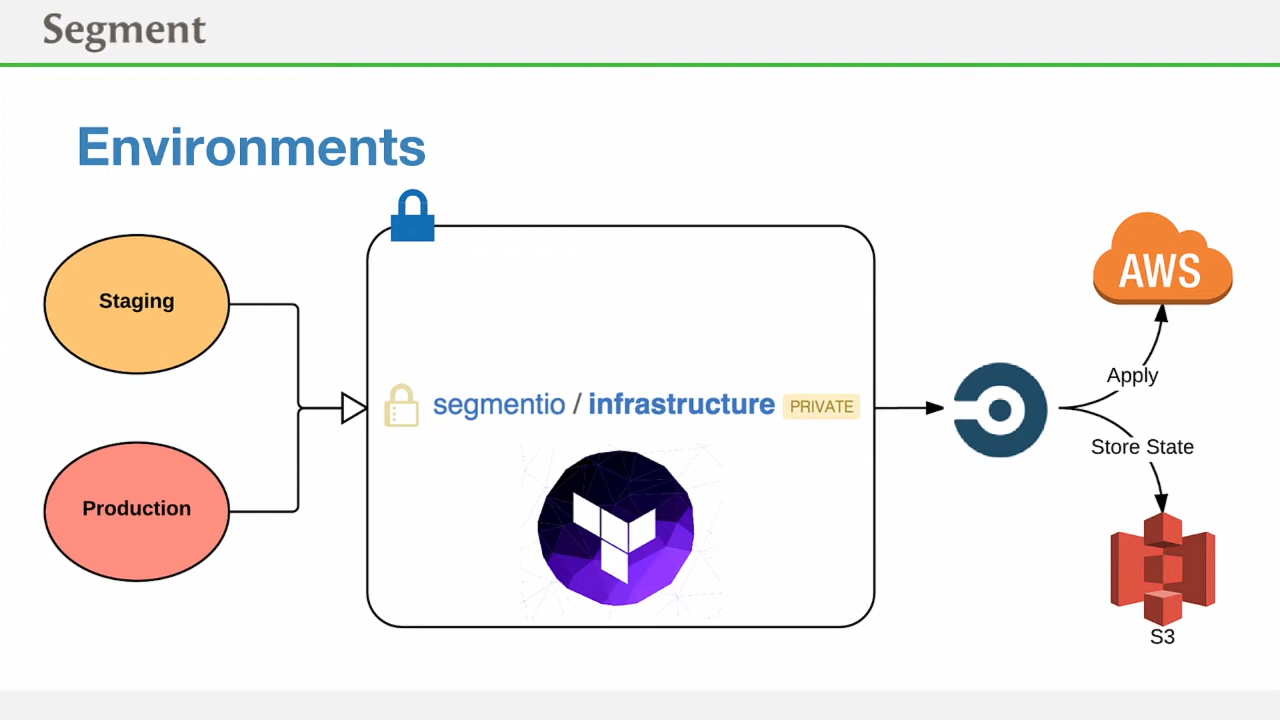 Segment
Environments
Staging
Production
segmentio / infrastructure PRIVATE
AWS
Apply
Store State
S3